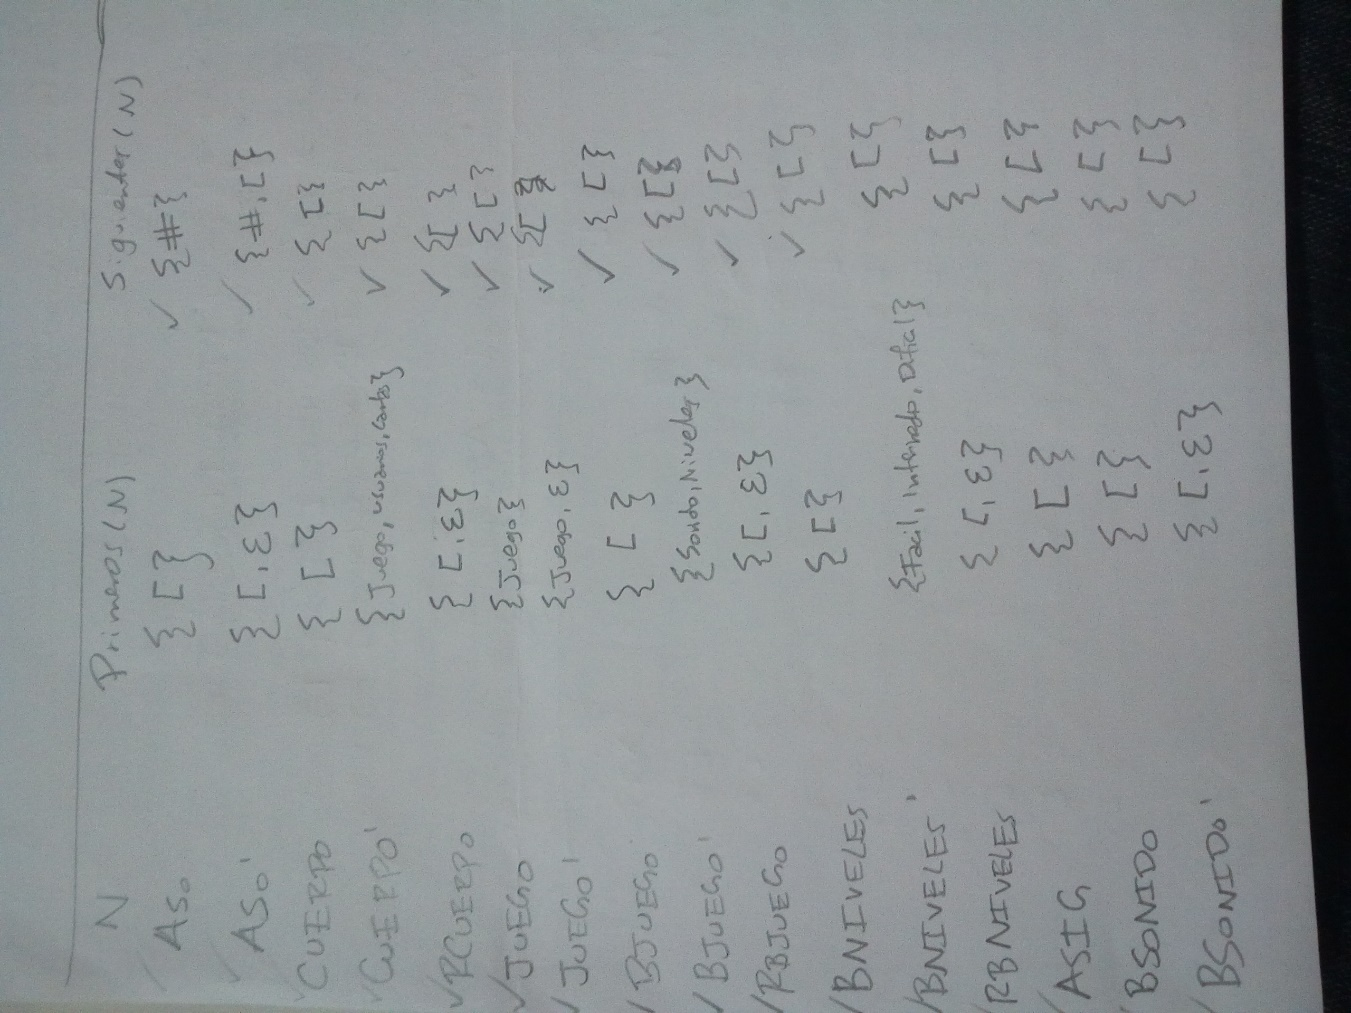 N Primeros(N) Siguientes(N)
✓ Aso { [ } ✓ {#}
✓ Aso' { [, ε} ✓ {#, [}
✓ CUERPO { [ } ✓ {[}
✓ CUERPO' {Juego, usuarios, cartas} ✓ {[}
✓ RCUERPO { [, ε} ✓ {[ }
✓ JUEGO {Juego} ✓ {[}
✓ JUEGO' {Juego, ε} ✓ {[ }
✓ BJUEGO { [ } ✓ { [}
✓ BJUEGO' {Sonido, Niveles} ✓ {[}
✓ RBJUEGO { [, ε} ✓ {[}
✓ BNIVELES { [} ✓ { [ }
✓ BNIVELES' {Facil, Intermedio, Dificil} { [}
RBNIVELES { [, ε} { [}
✓ ASIG { [ } { [ }
✓ BSONIDO { [ } { [ }
✓ BSONIDO' { [, ε} { [ }